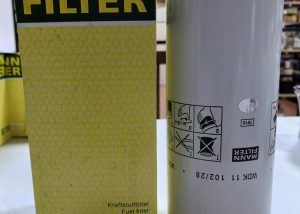 FILTER
Kraftstofffilter
Fuel filter
MANN
FILTER
WDK 11 102/28